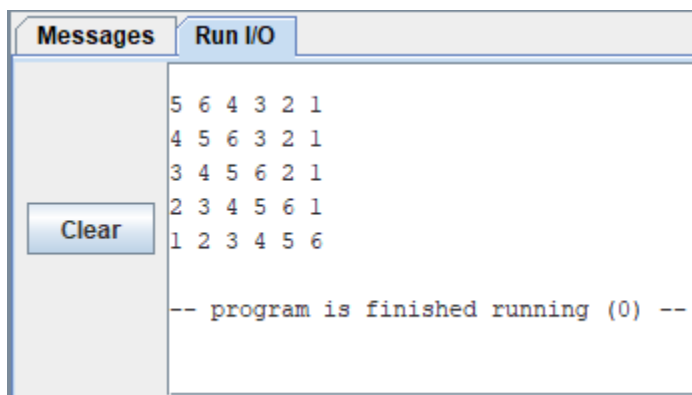 Messages Run I/O
5 6 4 3 2 1
4 5 6 3 2 1
3 4 5 6 2 1
2 3 4 5 6 1
Clear
1 2 3 4 5 6
-- program is finished running (0) --